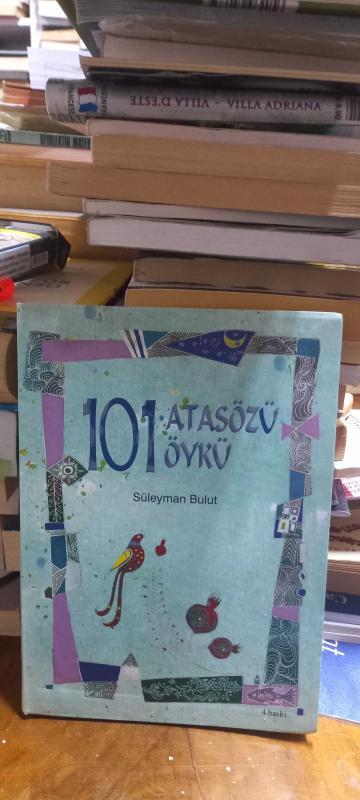 VILLA D'ESTE - VILLA ADRIANA
101 ATASÖZÜ
ÖYKÜ
Süleyman Bulut
4.baskı